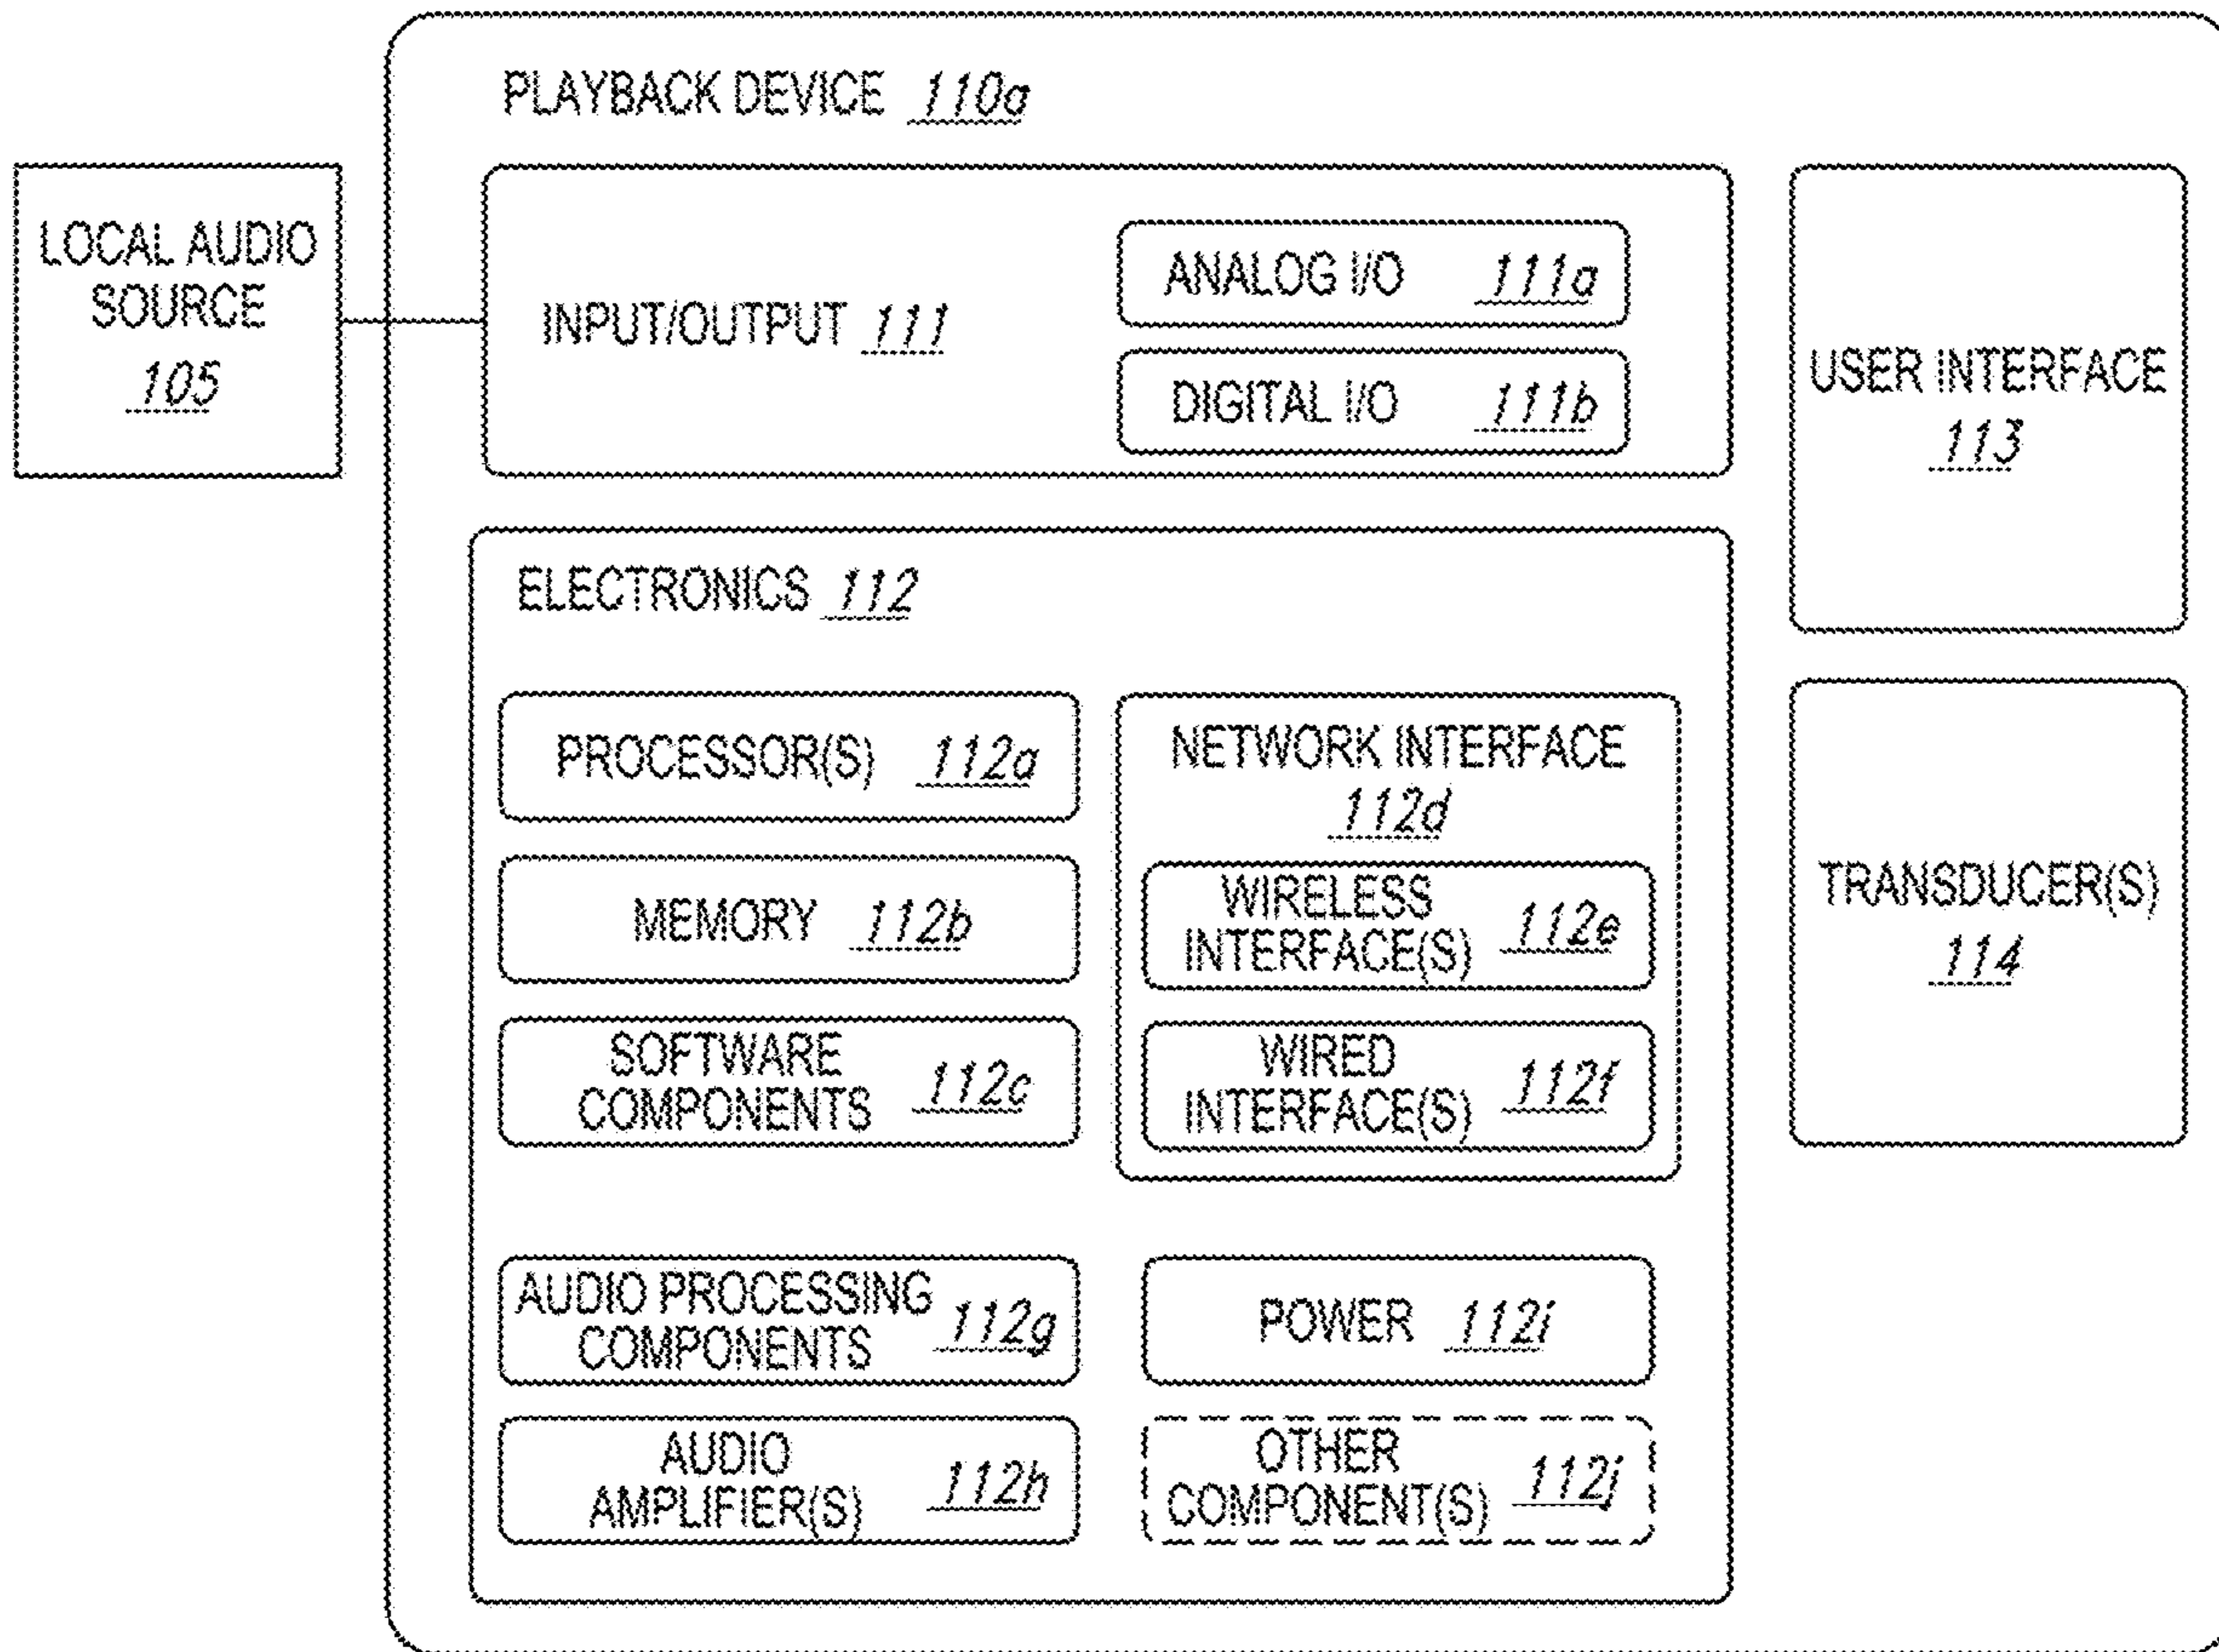 PLAYBACK DEVICE 110a
LOCAL AUDIO
SOURCE
105
INPUT/OUTPUT 111
ANALOG I/O 111a
DIGITAL I/O 111b
USER INTERFACE
113
ELECTRONICS 112
PROCESSOR(S) 112a
MEMORY 112b
SOFTWARE
COMPONENTS 112c
NETWORK INTERFACE
112d
WIRELESS
INTERFACE(S) 112e
WIRED
INTERFACE(S) 112f
AUDIO PROCESSING
COMPONENTS 112g
POWER 112i
AUDIO
AMPLIFIER(S) 112h
OTHER
COMPONENT(S) 112j
TRANSDUCER(S)
114